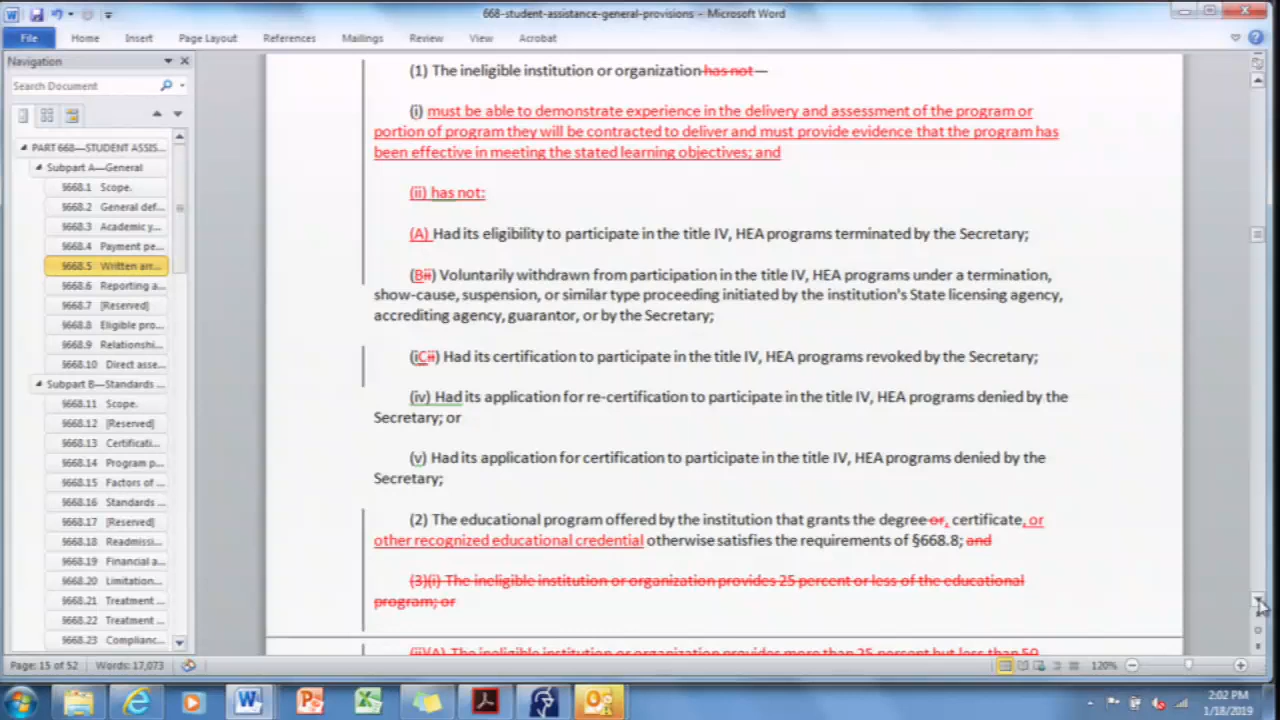 668-student-assistance-general-provisions - Microsoft Word
File Home Insert Page Layout References Mailings Review View Acrobat
Navigation
Search Document
PART 668—STUDENT ASSIS...
Subpart A—General
§668.1 Scope.
§668.2 General def...
§668.3 Academic y...
§668.4 Payment pe...
§668.5 Written arr...
§668.6 Reporting a...
§668.7 [Reserved]
§668.8 Eligible pro...
§668.9 Relationshi...
§668.10 Direct asse...
Subpart B—Standards ...
§668.11 Scope.
§668.12 [Reserved]
§668.13 Certificati...
§668.14 Program p...
§668.15 Factors of ...
§668.16 Standards ...
§668.17 [Reserved]
§668.18 Readmissi...
§668.19 Financial a...
§668.20 Limitation...
§668.21 Treatment ...
§668.22 Treatment ...
§668.23 Complianc...
(1) The ineligible institution or organization has not—
(i) must be able to demonstrate experience in the delivery and assessment of the program or
portion of program they will be contracted to deliver and must provide evidence that the program has
been effective in meeting the stated learning objectives; and
(ii) has not:
(A) Had its eligibility to participate in the title IV, HEA programs terminated by the Secretary;
(Bii) Voluntarily withdrawn from participation in the title IV, HEA programs under a termination,
show-cause, suspension, or similar type proceeding initiated by the institution's State licensing agency,
accrediting agency, guarantor, or by the Secretary;
(iCii) Had its certification to participate in the title IV, HEA programs revoked by the Secretary;
(iv) Had its application for re-certification to participate in the title IV, HEA programs denied by the
Secretary; or
(v) Had its application for certification to participate in the title IV, HEA programs denied by the
Secretary;
(2) The educational program offered by the institution that grants the degree or, certificate, or
other recognized educational credential otherwise satisfies the requirements of §668.8; and
(3)(i) The ineligible institution or organization provides 25 percent or less of the educational
program; or
(ii)(A) The ineligible institution or organization provides more than 25 percent but less than 50
Page: 15 of 52 Words: 17,073
120%
2:02 PM
1/18/2019